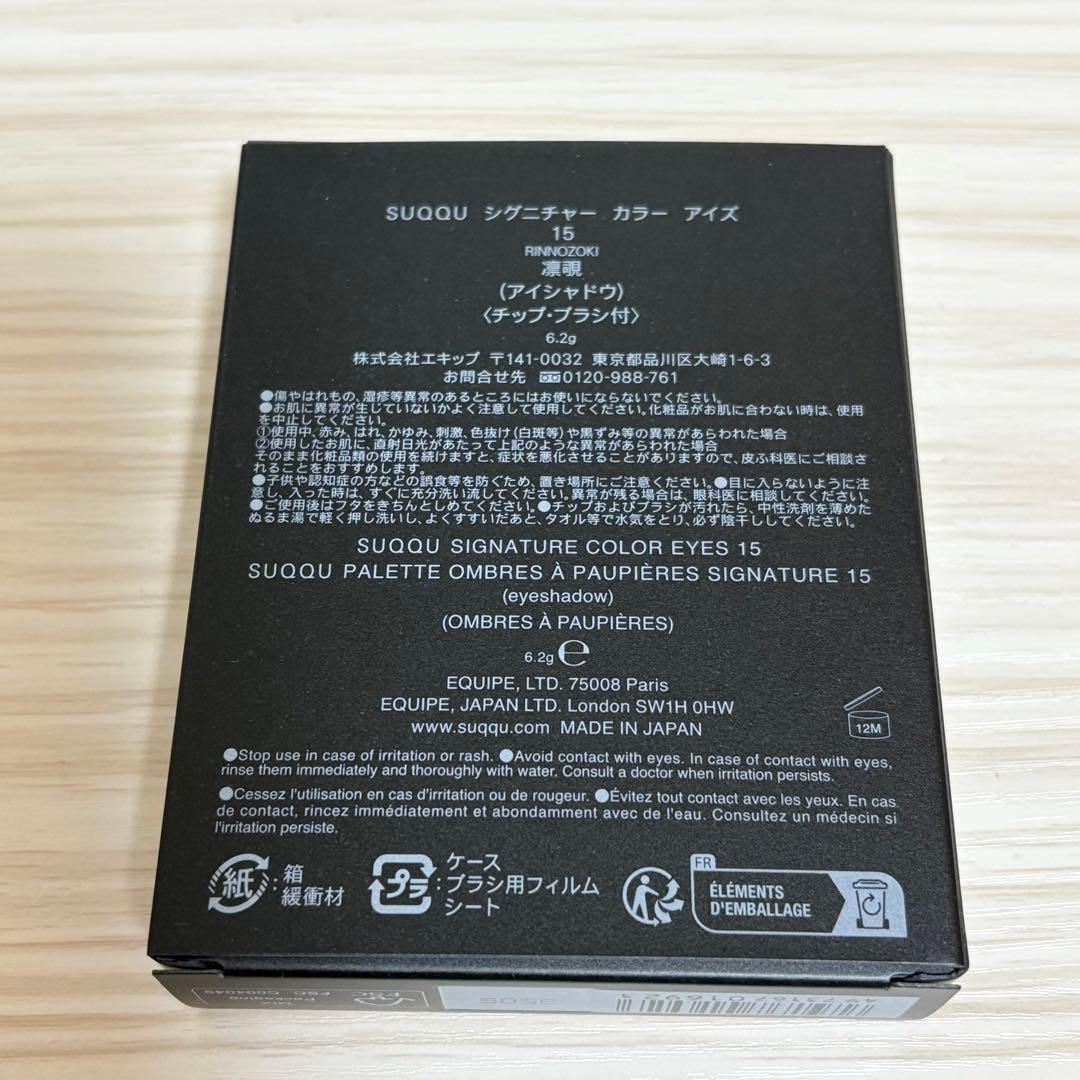 SUQQU シグニチャー カラー アイズ
15
RINNOZOKI
凛覗
(アイシャドウ)
〈チップ・ブラシ付〉
6.2g
株式会社エキップ 〒141-0032 東京都品川区大崎1-6-3
お問合せ先 0120-988-761
●傷やはれもの、湿疹等異常のあるところにはお使いにならないでください。
●お肌に異常が生じていないかよく注意して使用してください。化粧品がお肌に合わない時は、使用
を中止してください。
①使用中、赤み、はれ、かゆみ、刺激、色抜け(白斑等)や黒ずみ等の異常があらわれた場合
②使用したお肌に、直射日光があたって上記のような異常があらわれた場合
そのまま化粧品類の使用を続けますと、症状を悪化させることがありますので、皮ふ科医にご相談さ
れることをおすすめします。
●子供や認知症の方などの誤食等を防ぐため、置き場所にご注意ください。●目に入らないように注
意し、入った時は、すぐに充分洗い流してください。異常が残る場合は、眼科医に相談してください。
●ご使用後はフタをきちんとしめてください。●チップおよびブラシが汚れたら、中性洗剤を薄めた
ぬるま湯で軽く押し洗いし、よくすすいだあと、タオル等で水気をとり、必ず陰干ししてください。
SUQQU SIGNATURE COLOR EYES 15
SUQQU PALETTE OMBRES À PAUPIÈRES SIGNATURE 15
(eyeshadow)
(OMBRES À PAUPIÈRES)
6.2g ℮
EQUIPE, LTD. 75008 Paris
EQUIPE, JAPAN LTD. London SW1H 0HW
www.suqqu.com MADE IN JAPAN
12M
●Stop use in case of irritation or rash. ●Avoid contact with eyes. In case of contact with eyes,
rinse them immediately and thoroughly with water. Consult a doctor when irritation persists.
●Cessez l'utilisation en cas d'irritation ou de rougeur. ●Évitez tout contact avec les yeux. En cas
de contact, rincez immédiatement et abondamment avec de l'eau. Consultez un médecin si
l'irritation persiste.
紙 : 箱
緩衝材
プラ : ケース
ブラシ用フィルム
シート
FR
ÉLÉMENTS
D'EMBALLAGE
FSC
Packaging
FSC C004049